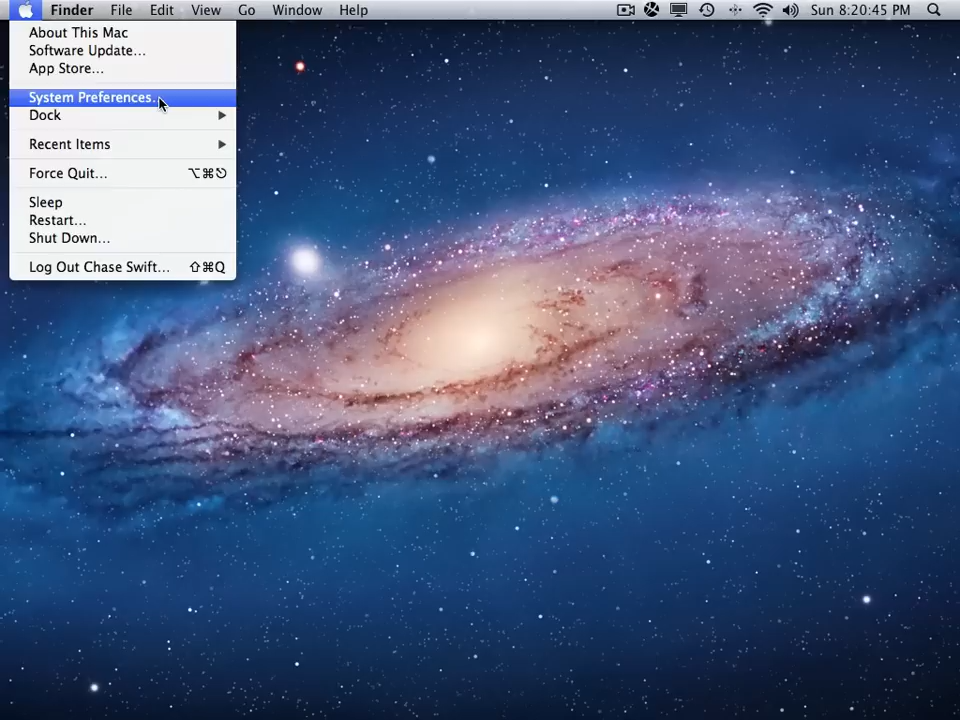 Finder File Edit View Go Window Help Sun 8:20:45 PM
About This Mac
Software Update...
App Store...
System Preferences...
Dock
Recent Items
Force Quit... ⌥⌘⎋
Sleep
Restart...
Shut Down...
Log Out Chase Swift... ⇧⌘Q